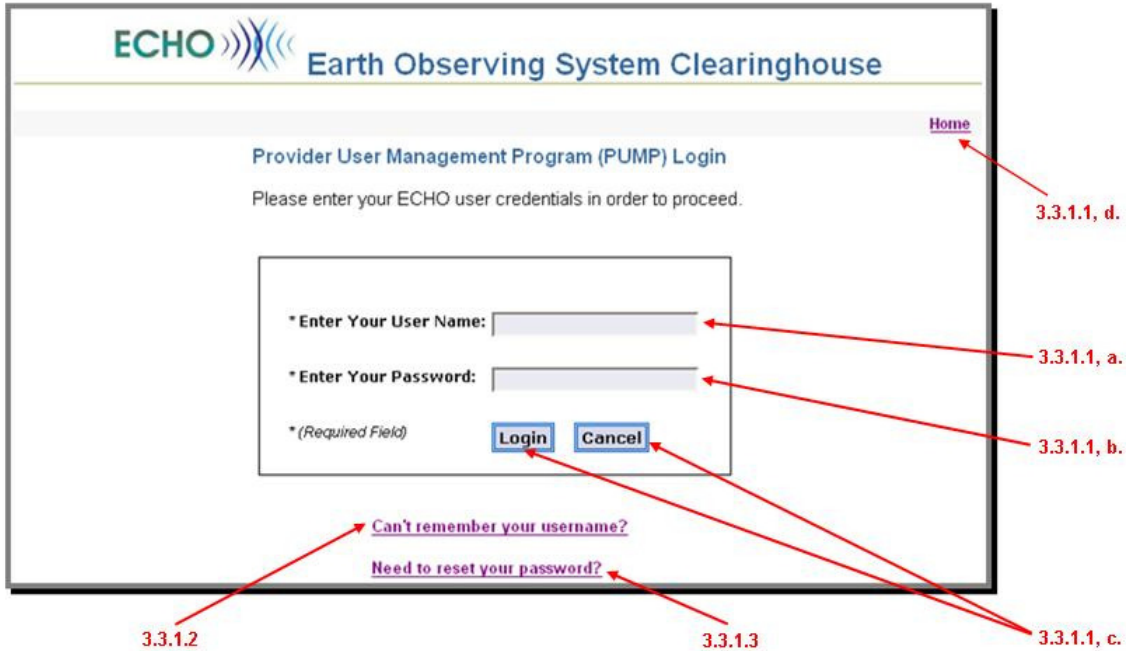 ECHO
Earth Observing System Clearinghouse
Home
Provider User Management Program (PUMP) Login
Please enter your ECHO user credentials in order to proceed.
3.3.1.1, d.
*Enter Your User Name:
3.3.1.1, a.
*Enter Your Password:
*(Required Field)
Login Cancel
3.3.1.1, b.
Can't remember your username?
Need to reset your password?
3.3.1.2 3.3.1.3 3.3.1.1, c.